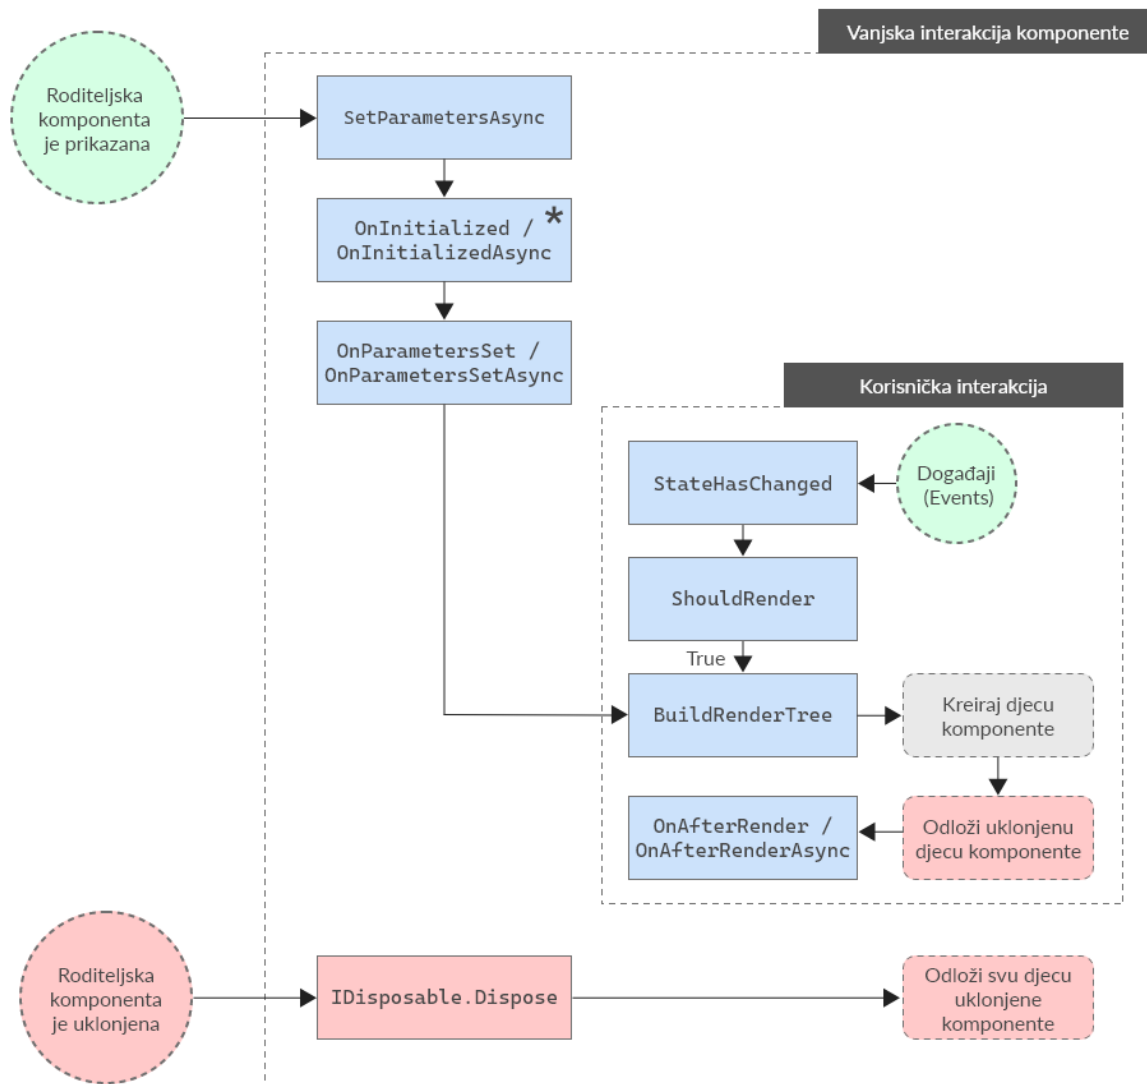 Vanjska interakcija komponente
Roditeljska
komponenta
je prikazana
SetParametersAsync
OnInitialized / *
OnInitializedAsync
OnParametersSet /
OnParametersSetAsync
Korisnička interakcija
StateHasChanged
Događaji
(Events)
ShouldRender
True
BuildRenderTree
Kreiraj djecu
komponente
OnAfterRender /
OnAfterRenderAsync
Odloži uklonjenu
djecu komponente
Roditeljska
komponenta
je uklonjena
IDisposable.Dispose
Odloži svu djecu
uklonjene
komponente